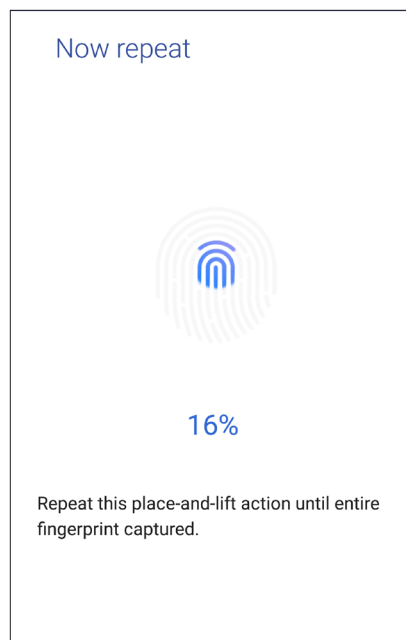 Now repeat
16%
Repeat this place-and-lift action until entire
fingerprint captured.